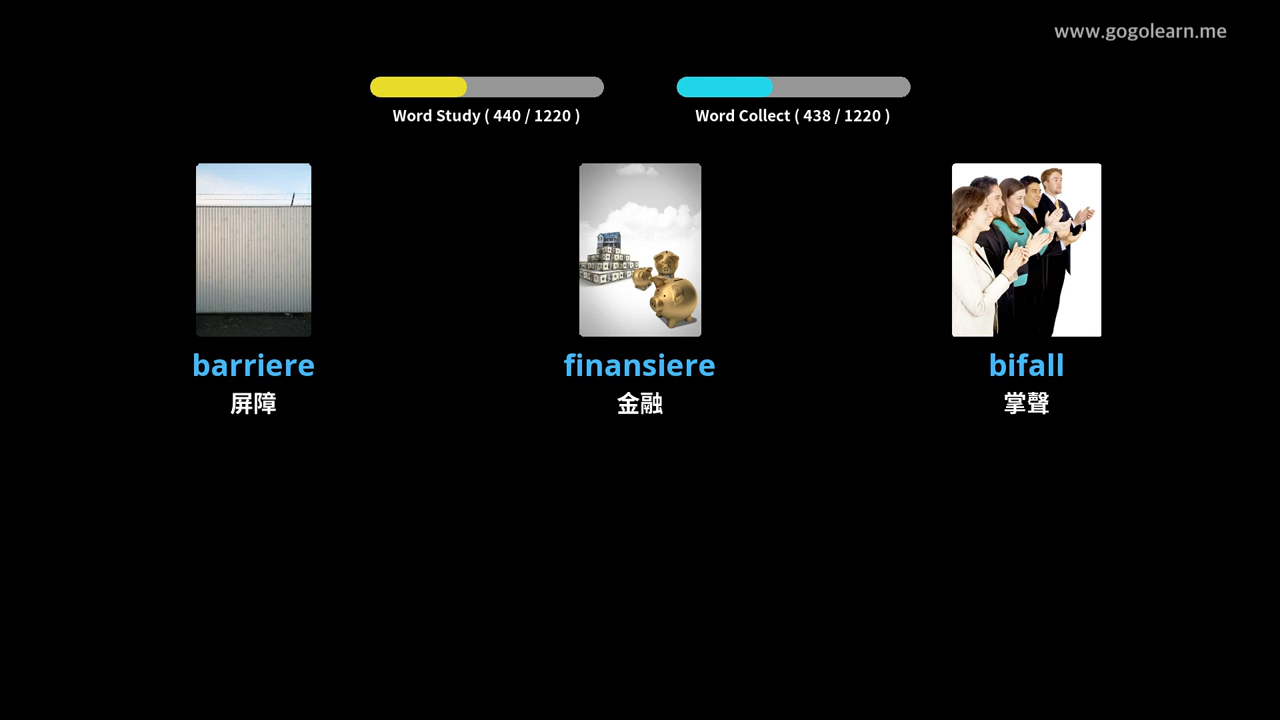 www.gogolearn.me
Word Study ( 440 / 1220 )
Word Collect ( 438 / 1220 )
barriere
屏障
finansiere
金融
bifall
掌聲